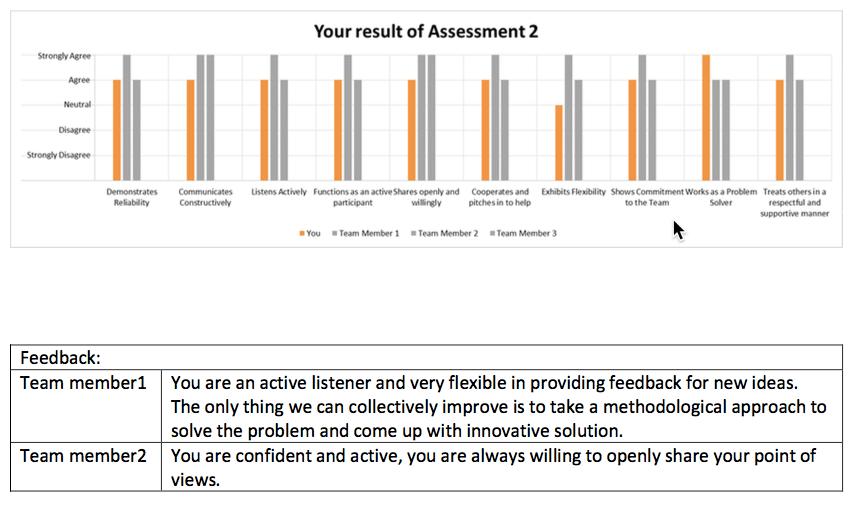 Your result of Assessment 2
Strongly Agree
Agree
Neutral
Disagree
Strongly Disagree
Demonstrates Reliability
Communicates Constructively
Listens Actively
Functions as an active participant
Shares openly and willingly
Cooperates and pitches in to help
Exhibits Flexibility
Shows Commitment to the Team
Works as a Problem Solver
Treats others in a respectful and supportive manner
You Team Member 1 Team Member 2 Team Member 3
Feedback:
Team member1 You are an active listener and very flexible in providing feedback for new ideas.
The only thing we can collectively improve is to take a methodological approach to
solve the problem and come up with innovative solution.
Team member2 You are confident and active, you are always willing to openly share your point of
views.